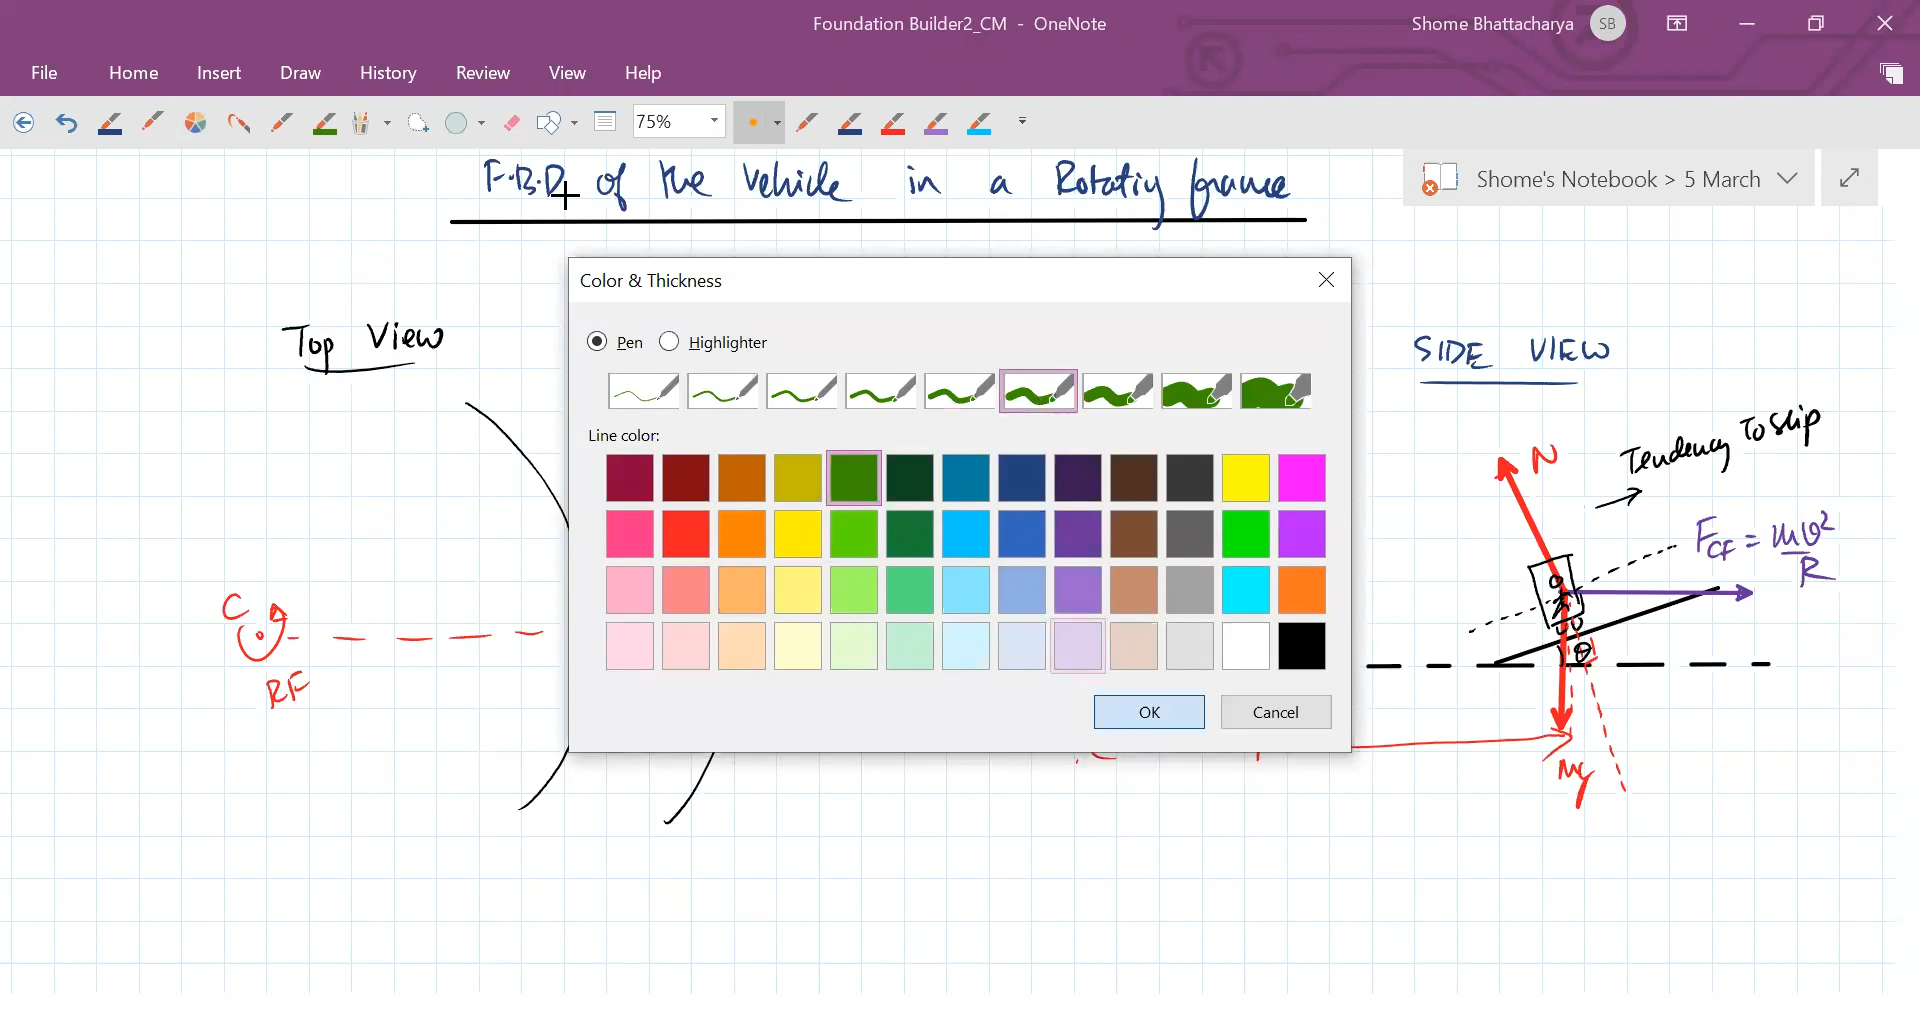 Foundation Builder2_CM - OneNote
Shome Bhattacharya SB
File Home Insert Draw History Review View Help
75%
F.B.D. of the vehicle in a Rotatiy frame
Shome's Notebook > 5 March
Color & Thickness
Top View
Pen Highlighter
SIDE VIEW
Line color:
Tendency To slip
N
F_CF = mv²/R
C
θ
RF
OK Cancel
mg